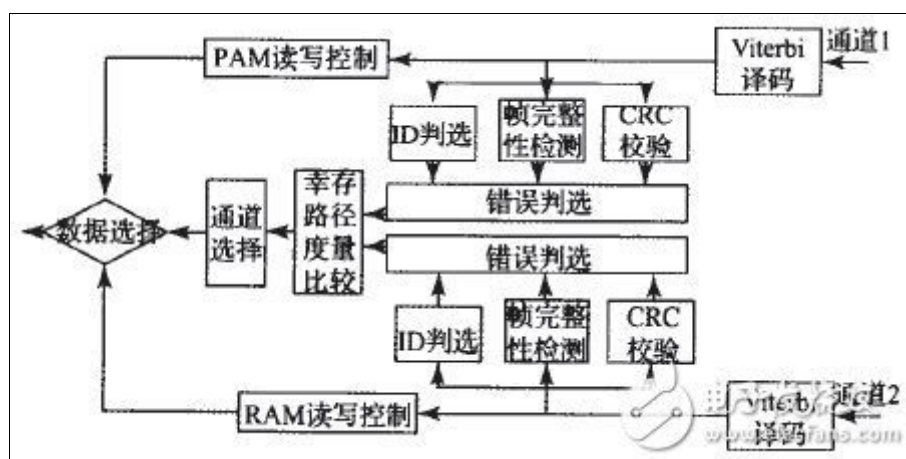 PAM读写控制
Viterbi
译码
通道1
ID判选
帧完整
性检测
CRC
校验
错误判选
幸存
路径
度量
比较
通道
选择
数据选择
错误判选
ID判选
帧完整
性检测
CRC
校验
RAM读写控制
Viterbi
译码
通道2